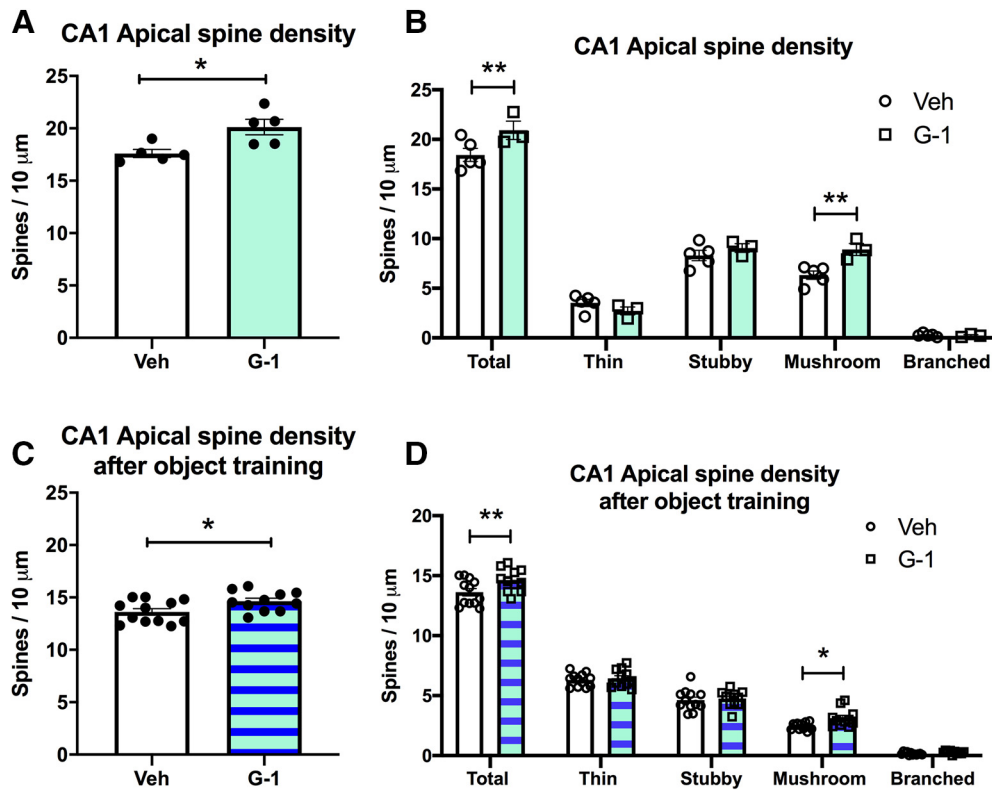 A
CA1 Apical spine density
*
25
20
15
10
5
0
Spines / 10 μm
Veh
G-1
B
CA1 Apical spine density
**
**
Veh
G-1
25
20
15
10
5
0
Spines / 10 μm
Total
Thin
Stubby
Mushroom
Branched
C
CA1 Apical spine density
after object training
*
25
20
15
10
5
0
Spines / 10 μm
Veh
G-1
D
CA1 Apical spine density
after object training
**
*
Veh
G-1
20
15
10
5
0
Spines / 10 μm
Total
Thin
Stubby
Mushroom
Branched